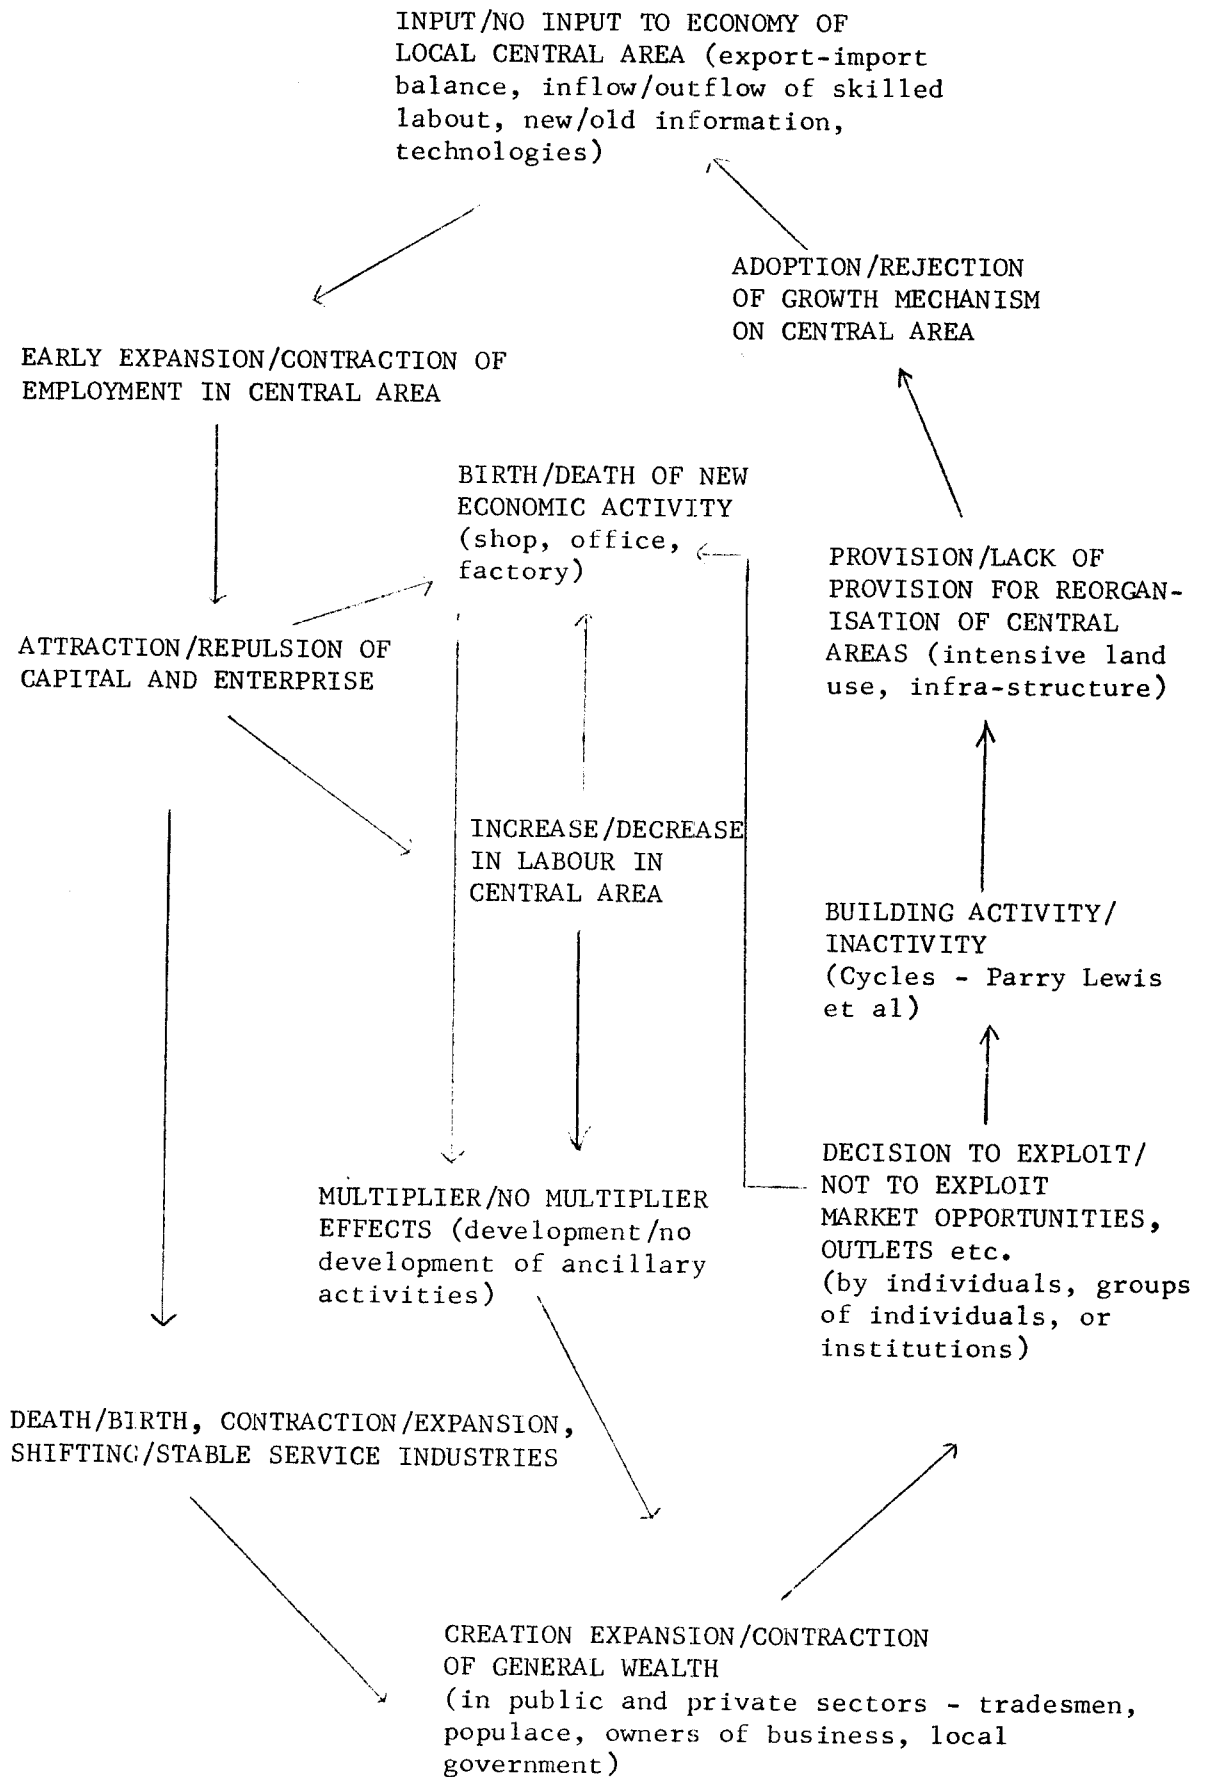 INPUT/NO INPUT TO ECONOMY OF
LOCAL CENTRAL AREA (export-import
balance, inflow/outflow of skilled
labout, new/old information,
technologies)
ADOPTION/REJECTION
OF GROWTH MECHANISM
ON CENTRAL AREA
EARLY EXPANSION/CONTRACTION OF
EMPLOYMENT IN CENTRAL AREA
BIRTH/DEATH OF NEW
ECONOMIC ACTIVITY
(shop, office,
factory)
PROVISION/LACK OF
PROVISION FOR REORGAN-
ISATION OF CENTRAL
AREAS (intensive land
use, infra-structure)
ATTRACTION/REPULSION OF
CAPITAL AND ENTERPRISE
INCREASE/DECREASE
IN LABOUR IN
CENTRAL AREA
BUILDING ACTIVITY/
INACTIVITY
(Cycles - Parry Lewis
et al)
DECISION TO EXPLOIT/
NOT TO EXPLOIT
MARKET OPPORTUNITIES,
OUTLETS etc.
(by individuals, groups
of individuals, or
institutions)
MULTIPLIER/NO MULTIPLIER
EFFECTS (development/no
development of ancillary
activities)
DEATH/BIRTH, CONTRACTION/EXPANSION,
SHIFTING/STABLE SERVICE INDUSTRIES
CREATION EXPANSION/CONTRACTION
OF GENERAL WEALTH
(in public and private sectors - tradesmen,
populace, owners of business, local
government)